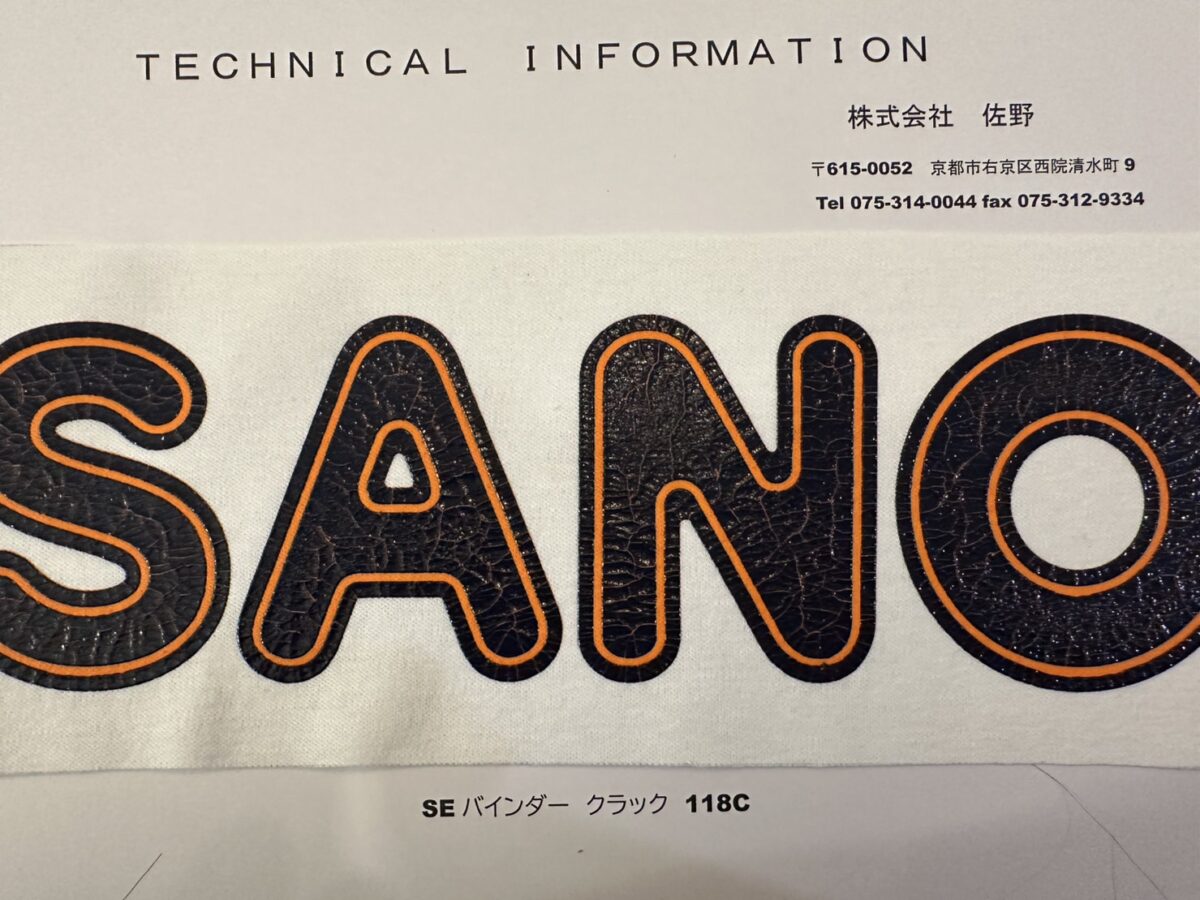 TECHNICAL INFORMATION
株式会社 佐野
〒615-0052 京都市右京区西院清水町 9
Tel 075-314-0044 fax 075-312-9334
SANO
SE バインダー クラック 118C